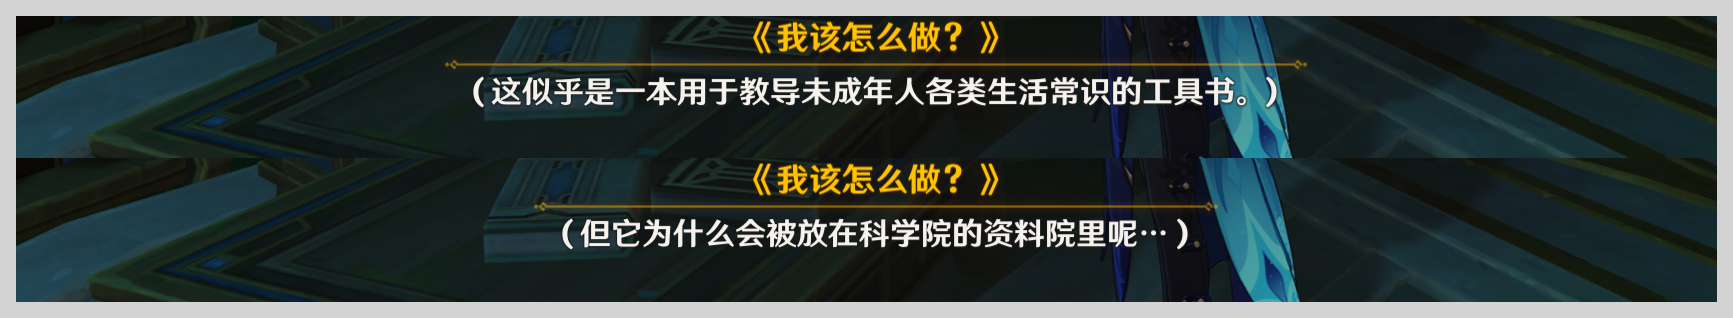 《我该怎么做？》
（这似乎是一本用于教导未成年人各类生活常识的工具书。）
《我该怎么做？》
（但它为什么会被放在科学院的资料院里呢…）